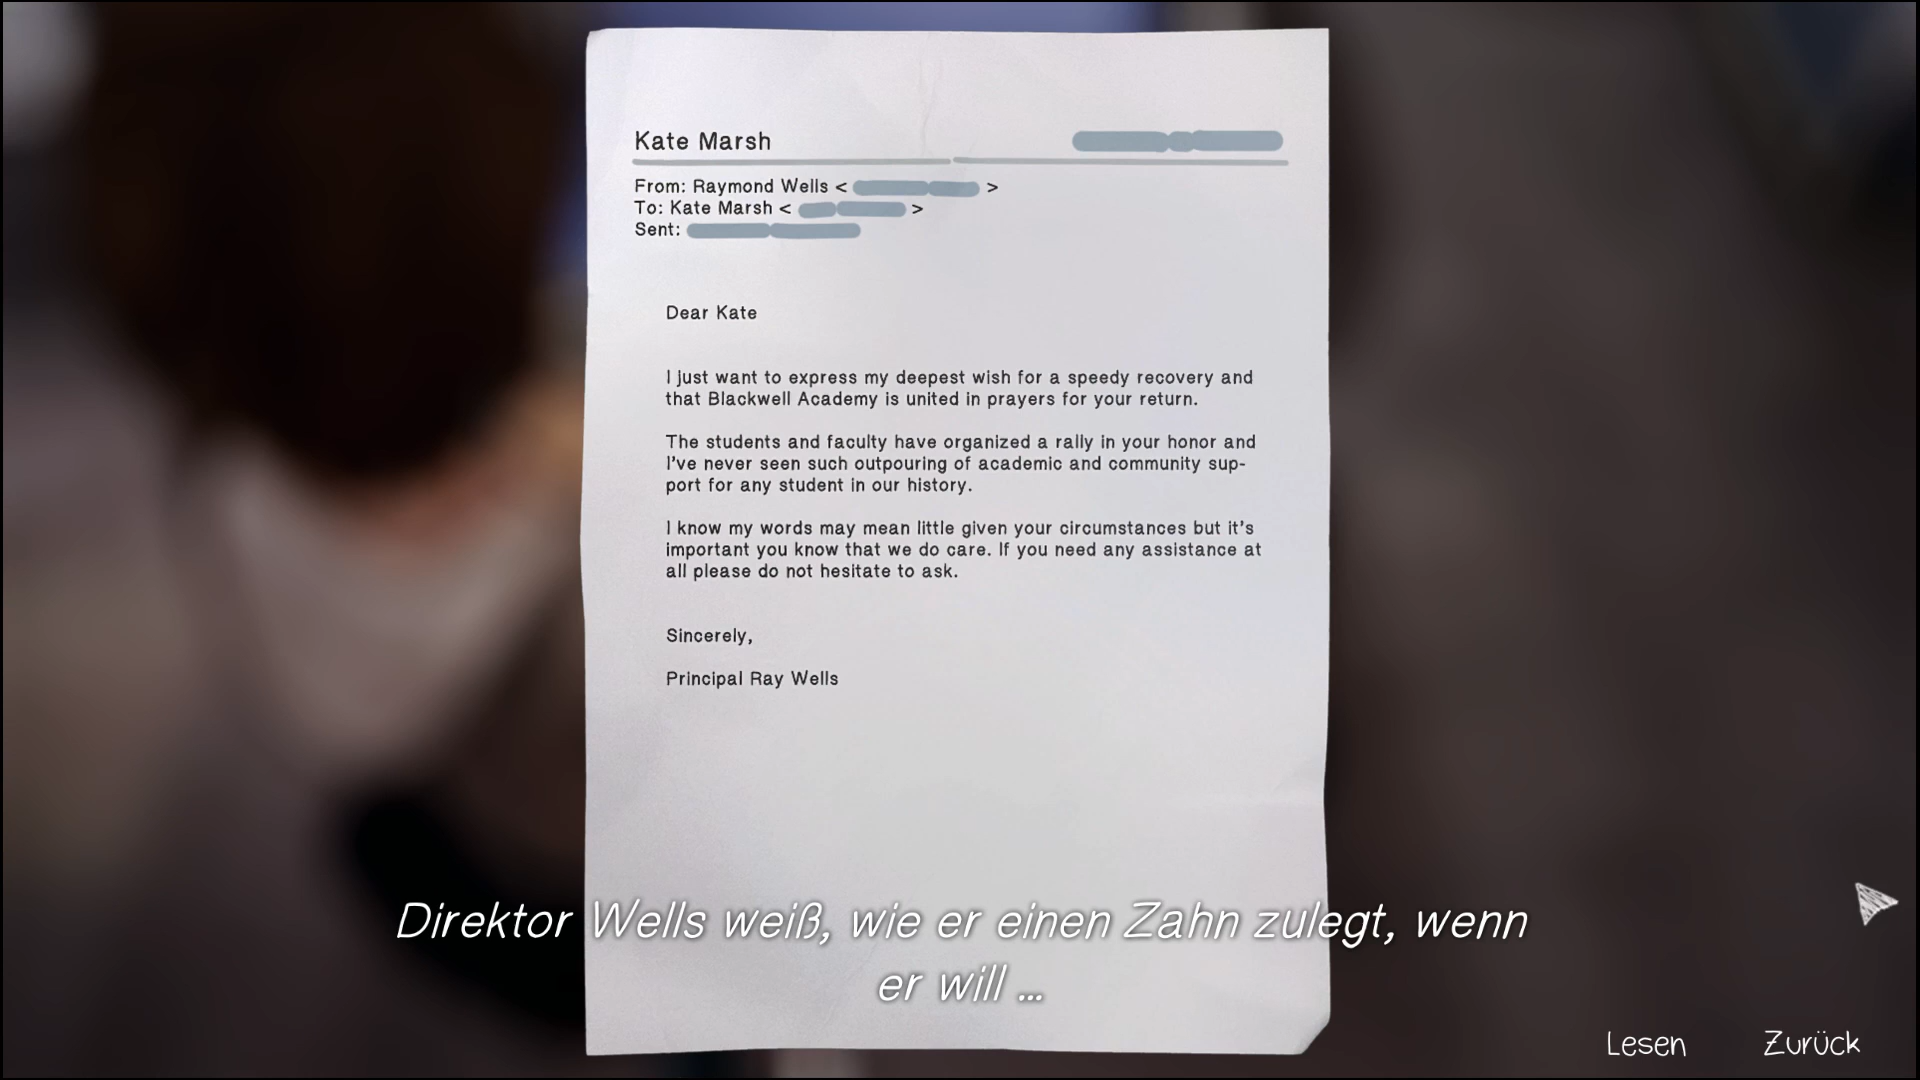 Kate Marsh
From: Raymond Wells < >
To: Kate Marsh < >
Sent:
Dear Kate
I just want to express my deepest wish for a speedy recovery and
that Blackwell Academy is united in prayers for your return.
The students and faculty have organized a rally in your honor and
I've never seen such outpouring of academic and community sup-
port for any student in our history.
I know my words may mean little given your circumstances but it's
important you know that we do care. If you need any assistance at
all please do not hesitate to ask.
Sincerely,
Principal Ray Wells
Direktor Wells weiß, wie er einen Zahn zulegt, wenn
er will ...
Lesen Zurück